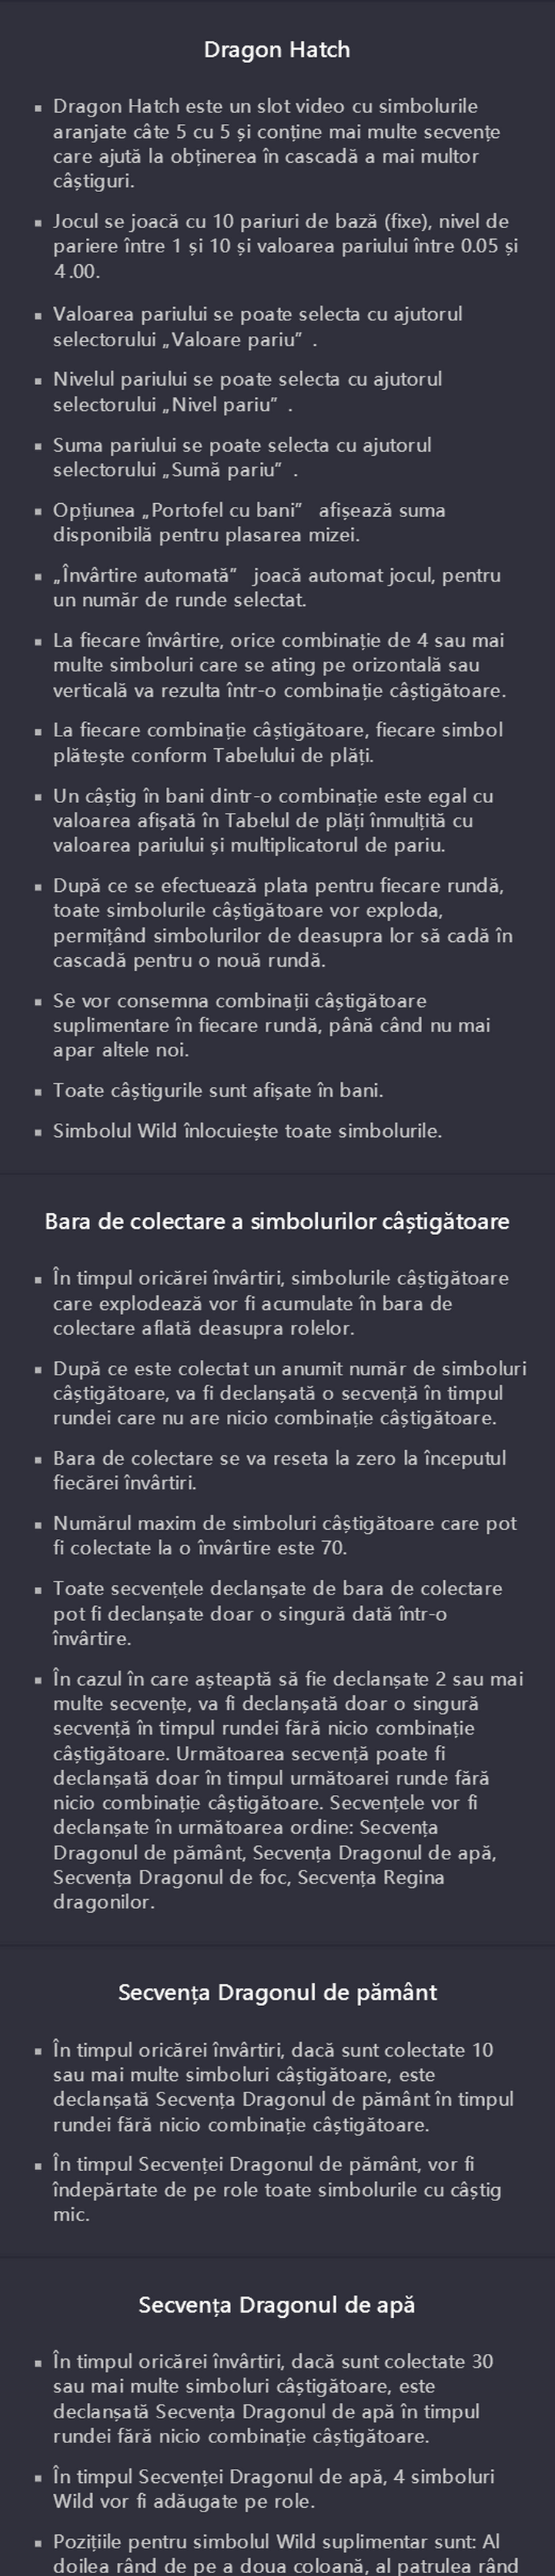 Dragon Hatch
▪ Dragon Hatch este un slot video cu simbolurile
aranjate câte 5 cu 5 și conține mai multe secvențe
care ajută la obținerea în cascadă a mai multor
câștiguri.
▪ Jocul se joacă cu 10 pariuri de bază (fixe), nivel de
pariere între 1 și 10 și valoarea pariului între 0.05 și
4.00.
▪ Valoarea pariului se poate selecta cu ajutorul
selectorului „Valoare pariu” .
▪ Nivelul pariului se poate selecta cu ajutorul
selectorului „Nivel pariu” .
▪ Suma pariului se poate selecta cu ajutorul
selectorului „Sumă pariu” .
▪ Opțiunea „Portofel cu bani” afișează suma
disponibilă pentru plasarea mizei.
▪ „Învârtire automată” joacă automat jocul, pentru
un număr de runde selectat.
▪ La fiecare învârtire, orice combinație de 4 sau mai
multe simboluri care se ating pe orizontală sau
verticală va rezulta într-o combinație câștigătoare.
▪ La fiecare combinație câștigătoare, fiecare simbol
plătește conform Tabelului de plăți.
▪ Un câștig în bani dintr-o combinație este egal cu
valoarea afișată în Tabelul de plăți înmulțită cu
valoarea pariului și multiplicatorul de pariu.
▪ După ce se efectuează plata pentru fiecare rundă,
toate simbolurile câștigătoare vor exploda,
permițând simbolurilor de deasupra lor să cadă în
cascadă pentru o nouă rundă.
▪ Se vor consemna combinații câștigătoare
suplimentare în fiecare rundă, până când nu mai
apar altele noi.
▪ Toate câștigurile sunt afișate în bani.
▪ Simbolul Wild înlocuiește toate simbolurile.
Bara de colectare a simbolurilor câștigătoare
▪ În timpul oricărei învârtiri, simbolurile câștigătoare
care explodează vor fi acumulate în bara de
colectare aflată deasupra rolelor.
▪ După ce este colectat un anumit număr de simboluri
câștigătoare, va fi declanșată o secvență în timpul
rundei care nu are nicio combinație câștigătoare.
▪ Bara de colectare se va reseta la zero la începutul
fiecărei învârtiri.
▪ Numărul maxim de simboluri câștigătoare care pot
fi colectate la o învârtire este 70.
▪ Toate secvențele declanșate de bara de colectare
pot fi declanșate doar o singură dată într-o
învârtire.
▪ În cazul în care așteaptă să fie declanșate 2 sau mai
multe secvențe, va fi declanșată doar o singură
secvență în timpul rundei fără nicio combinație
câștigătoare. Următoarea secvență poate fi
declanșată doar în timpul următoarei runde fără
nicio combinație câștigătoare. Secvențele vor fi
declanșate în următoarea ordine: Secvența
Dragonul de pământ, Secvența Dragonul de apă,
Secvența Dragonul de foc, Secvența Regina
dragonilor.
Secvența Dragonul de pământ
▪ În timpul oricărei învârtiri, dacă sunt colectate 10
sau mai multe simboluri câștigătoare, este
declanșată Secvența Dragonul de pământ în timpul
rundei fără nicio combinație câștigătoare.
▪ În timpul Secvenței Dragonul de pământ, vor fi
îndepărtate de pe role toate simbolurile cu câștig
mic.
Secvența Dragonul de apă
▪ În timpul oricărei învârtiri, dacă sunt colectate 30
sau mai multe simboluri câștigătoare, este
declanșată Secvența Dragonul de apă în timpul
rundei fără nicio combinație câștigătoare.
▪ În timpul Secvenței Dragonul de apă, 4 simboluri
Wild vor fi adăugate pe role.
▪ Pozițiile pentru simbolul Wild suplimentar sunt: Al
doilea rând de pe a doua coloană, al patrulea rând